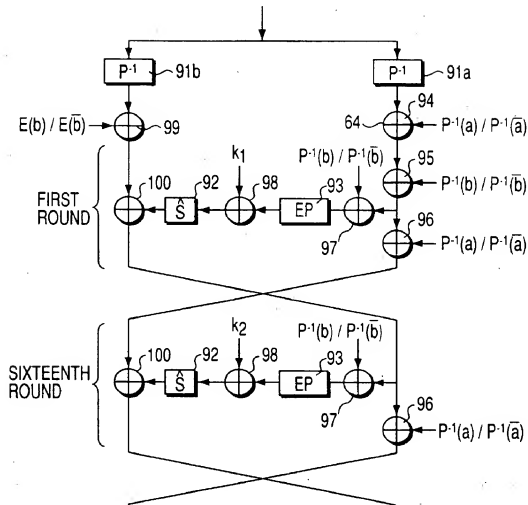 P⁻¹ 91b P⁻¹ 91a
94
E(b) / E(b̅) 99 64 P⁻¹(a) / P⁻¹(a̅)
k₁ P⁻¹(b) / P⁻¹(b̅) 95
FIRST ROUND
100 92 98 93 P⁻¹(b) / P⁻¹(b̅)
Ŝ EP 96
97 P⁻¹(a) / P⁻¹(a̅)
k₂ P⁻¹(b) / P⁻¹(b̅)
SIXTEENTH ROUND
100 92 98 93
Ŝ EP 96
97 P⁻¹(a) / P⁻¹(a̅)